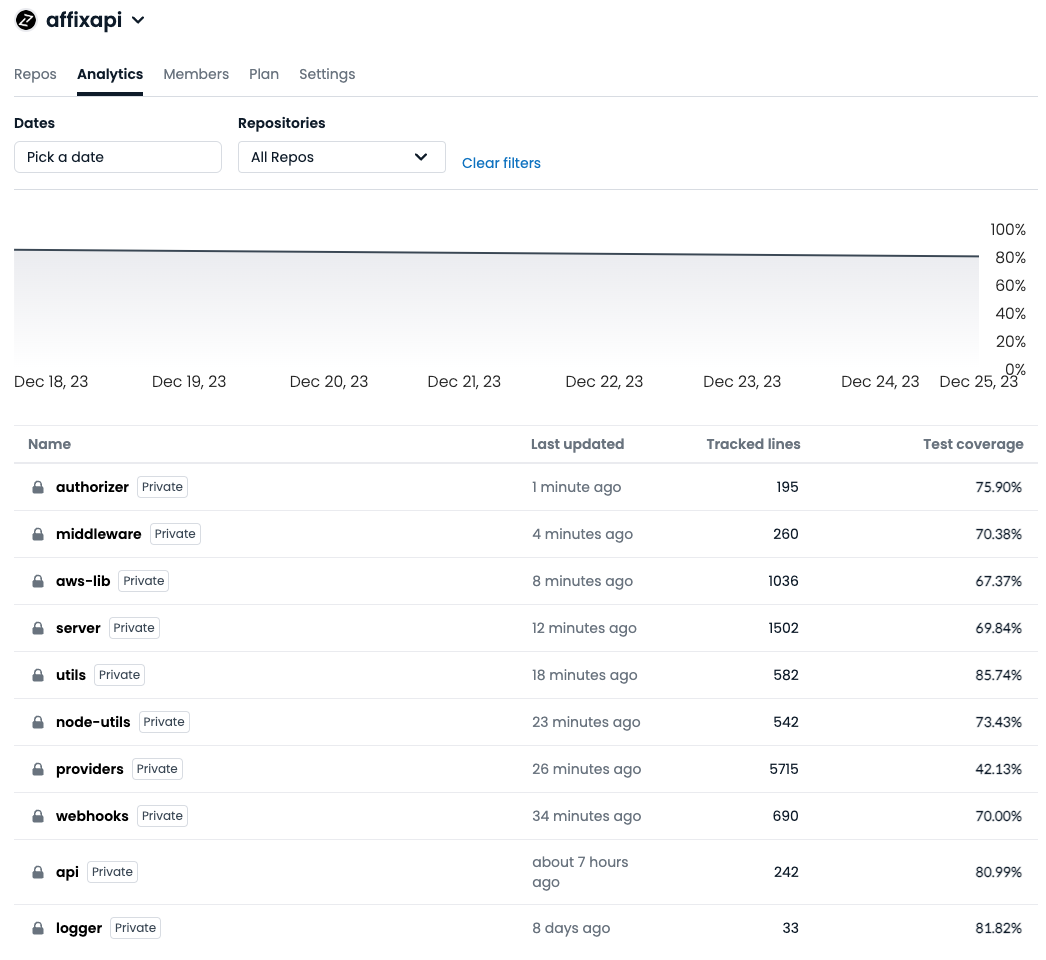 affixapi
Repos Analytics Members Plan Settings
Dates Repositories
Pick a date All Repos Clear filters
100%
80%
60%
40%
20%
0%
Dec 18, 23 Dec 19, 23 Dec 20, 23 Dec 21, 23 Dec 22, 23 Dec 23, 23 Dec 24, 23 Dec 25, 23
Name Last updated Tracked lines Test coverage
authorizer Private 1 minute ago 195 75.90%
middleware Private 4 minutes ago 260 70.38%
aws-lib Private 8 minutes ago 1036 67.37%
server Private 12 minutes ago 1502 69.84%
utils Private 18 minutes ago 582 85.74%
node-utils Private 23 minutes ago 542 73.43%
providers Private 26 minutes ago 5715 42.13%
webhooks Private 34 minutes ago 690 70.00%
api Private about 7 hours ago 242 80.99%
logger Private 8 days ago 33 81.82%